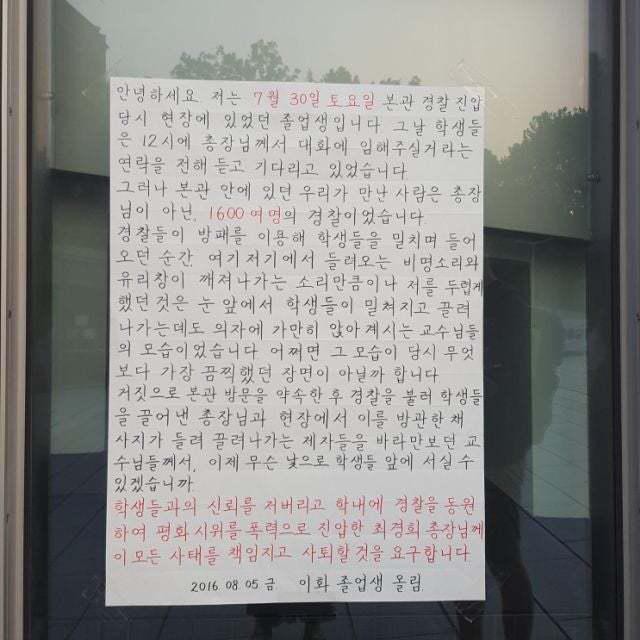 안녕하세요. 저는 7월 30일 토요일 본관 경찰 진압
당시 현장에 있었던 졸업생입니다. 그날 학생들
은 12시에 총장님께서 대화에 임해주실거라는
연락을 전해 듣고 기다리고 있었습니다.
그러나 본관 안에 있던 우리가 만난 사람은 총장
님이 아닌, 1600여명의 경찰이었습니다.
경찰들이 방패를 이용해 학생들을 밀치며 들어
오던 순간, 여기저기에서 들려오는 비명소리와
유리창이 깨져나가는 소리만큼이나 저를 두렵게
했던 것은 눈 앞에서 학생들이 밀쳐지고 끌려
나가는데도 의자에 가만히 앉아계시는 교수님들
의 모습이었습니다. 어쩌면 그 모습이 당시 무엇
보다 가장 끔찍했던 장면이 아닐까 합니다.
거짓으로 본관 방문을 약속한 후 경찰을 불러 학생들
을 끌어낸 총장님과 현장에서 이를 방관한 채
사지가 들려 끌려나가는 제자들을 바라만보던 교
수님들께서, 이제 무슨 낯으로 학생들 앞에 서실 수
있겠습니까.
학생들과의 신뢰를 저버리고 학내에 경찰을 동원
하여 평화시위를 폭력으로 진압한 최경희 총장님께
이 모든 사태를 책임지고 사퇴할것을 요구합니다.
2016. 08. 05 금. 이화 졸업생 올림.